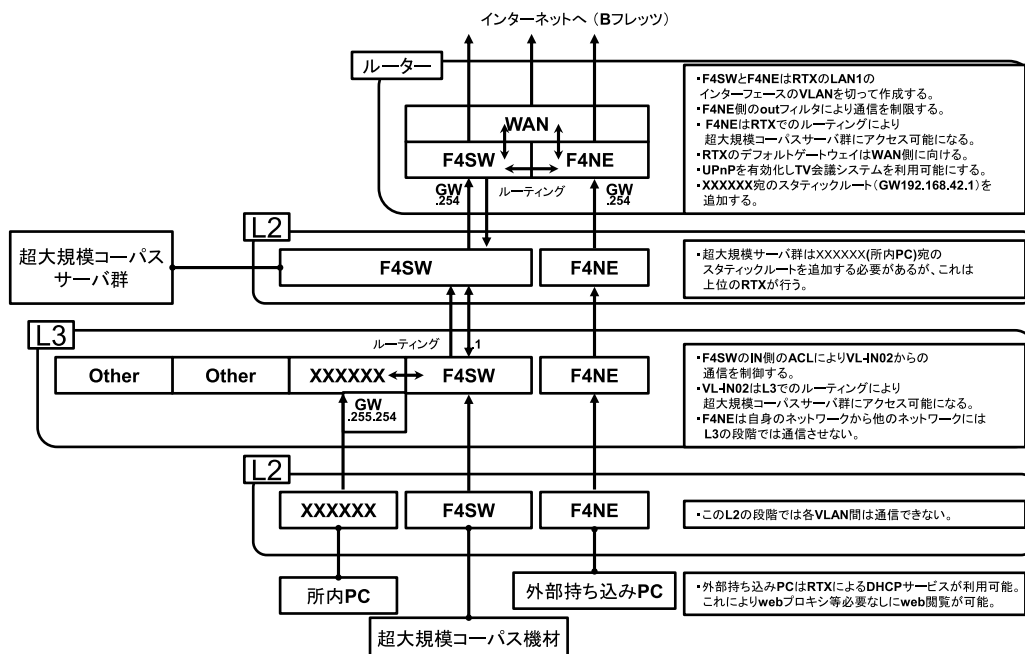 インターネットへ（Bフレッツ）
ルーター
WAN
F4SW
F4NE
GW
.254
ルーティング
GW
.254
・F4SWとF4NEはRTXのLAN1の
インターフェースのVLANを切って作成する。
・F4NE側のoutフィルタにより通信を制限する。
・F4NEはRTXでのルーティングにより
超大規模コーパスサーバ群にアクセス可能になる。
・RTXのデフォルトゲートウェイはWAN側に向ける。
・UPnPを有効化しTV会議システムを利用可能にする。
・XXXXXX宛のスタティックルート（GW192.168.42.1）を
追加する。
L2
超大規模コーパス
サーバ群
F4SW
F4NE
・超大規模サーバ群はXXXXXX(所内PC)宛の
スタティックルートを追加する必要があるが、これは
上位のRTXが行う。
L3
ルーティング
.1
Other
Other
XXXXXX
F4SW
F4NE
GW
.255.254
・F4SWのIN側のACLによりVL-IN02からの
通信を制御する。
・VL-IN02はL3でのルーティングにより
超大規模コーパスサーバ群にアクセス可能になる。
・F4NEは自身のネットワークから他のネットワークには
L3の段階では通信させない。
L2
XXXXXX
F4SW
F4NE
・このL2の段階では各VLAN間は通信できない。
所内PC
外部持ち込みPC
超大規模コーパス機材
・外部持ち込みPCはRTXによるDHCPサービスが利用可能。
これによりwebプロキシ等必要なしにweb閲覧が可能。